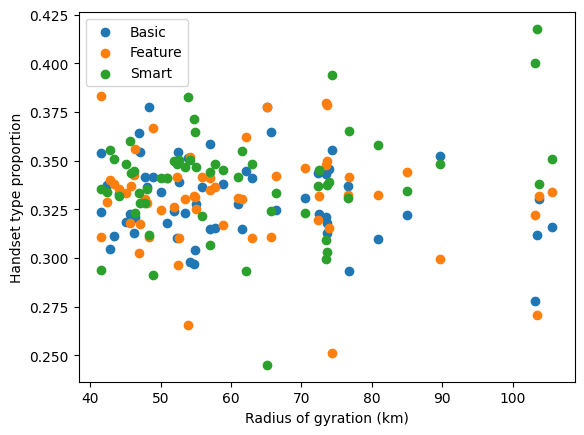 Basic
Feature
Smart
0.425
0.400
0.375
0.350
0.325
0.300
0.275
0.250
Handset type proportion
40 50 60 70 80 90 100
Radius of gyration (km)